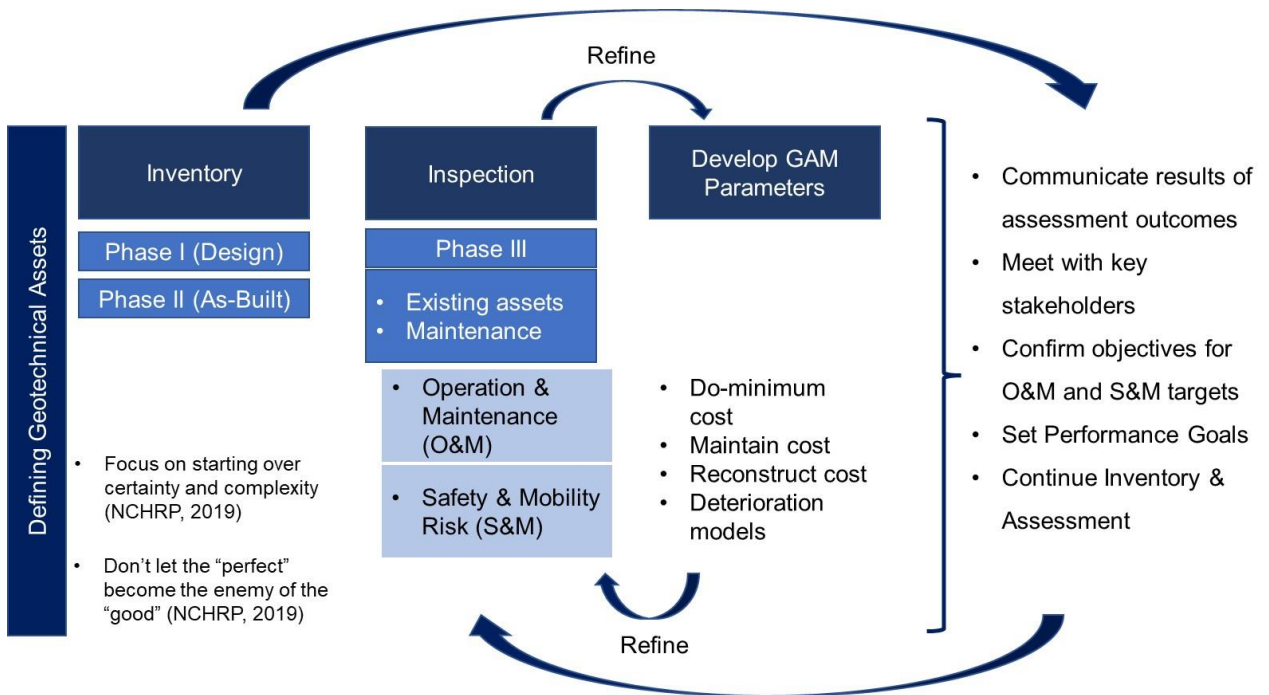 Refine
Defining Geotechnical Assets
Inventory
Phase I (Design)
Phase II (As-Built)
• Focus on starting over
certainty and complexity
(NCHRP, 2019)
• Don’t let the “perfect”
become the enemy of the
“good” (NCHRP, 2019)
Inspection
Phase III
• Existing assets
• Maintenance
• Operation &
Maintenance
(O&M)
• Safety & Mobility
Risk (S&M)
Develop GAM
Parameters
• Do-minimum
cost
• Maintain cost
• Reconstruct cost
• Deterioration
models
Refine
• Communicate results of
assessment outcomes
• Meet with key
stakeholders
• Confirm objectives for
O&M and S&M targets
• Set Performance Goals
• Continue Inventory &
Assessment